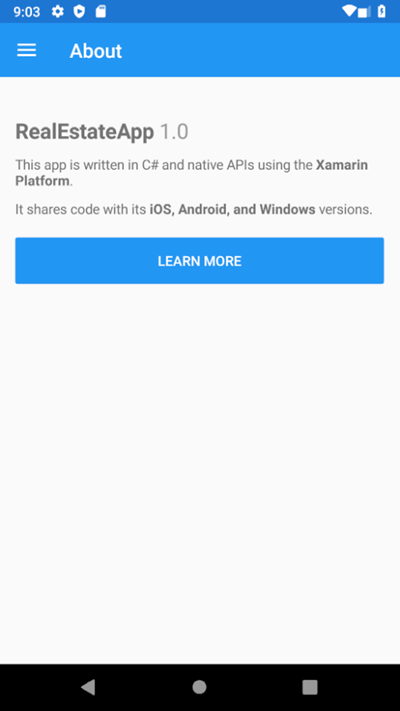 9:03
About
RealEstateApp 1.0
This app is written in C# and native APIs using the Xamarin
Platform.
It shares code with its iOS, Android, and Windows versions.
LEARN MORE